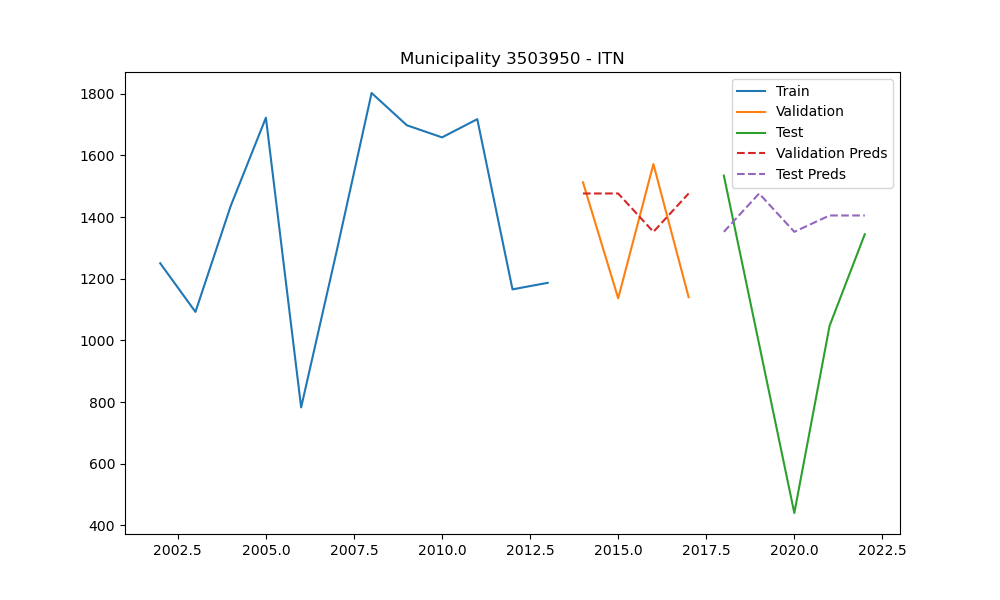 Municipality 3503950 - ITN
Train
Validation
Test
Validation Preds
Test Preds
1800
1600
1400
1200
1000
800
600
400
2002.5 2005.0 2007.5 2010.0 2012.5 2015.0 2017.5 2020.0 2022.5